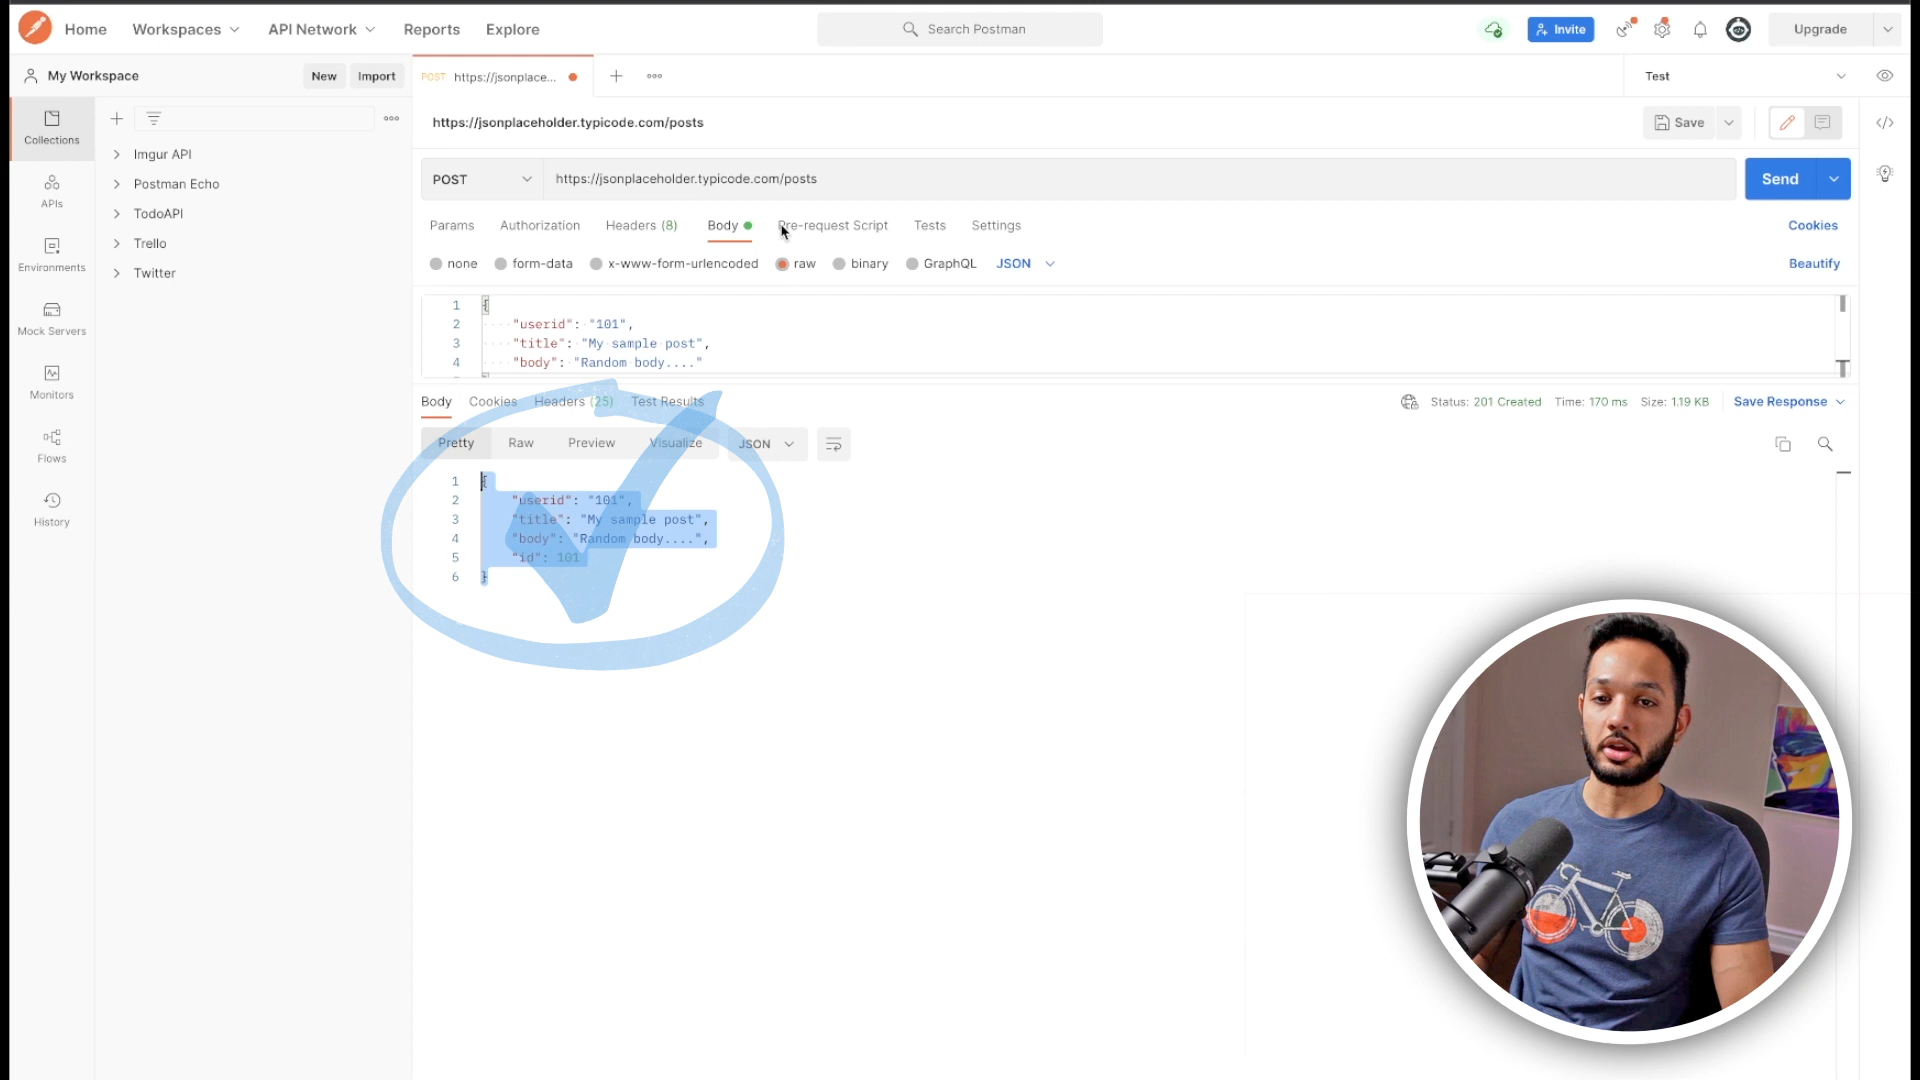 Home Workspaces API Network Reports Explore Search Postman Invite Upgrade
My Workspace New Import POST https://jsonplace... Test
Collections
APIs
Environments
Mock Servers
Monitors
Flows
History
Imgur API
Postman Echo
TodoAPI
Trello
Twitter
https://jsonplaceholder.typicode.com/posts Save
POST https://jsonplaceholder.typicode.com/posts Send
Params Authorization Headers (8) Body Pre-request Script Tests Settings Cookies
none form-data x-www-form-urlencoded raw binary GraphQL JSON Beautify
1 {
2 "userid": "101",
3 "title": "My sample post",
4 "body": "Random body...."
Body Cookies Headers (25) Test Results Status: 201 Created Time: 170 ms Size: 1.19 KB Save Response
Pretty Raw Preview Visualize JSON
1 {
2 "userid": "101",
3 "title": "My sample post",
4 "body": "Random body....",
5 "id": 101
6 }